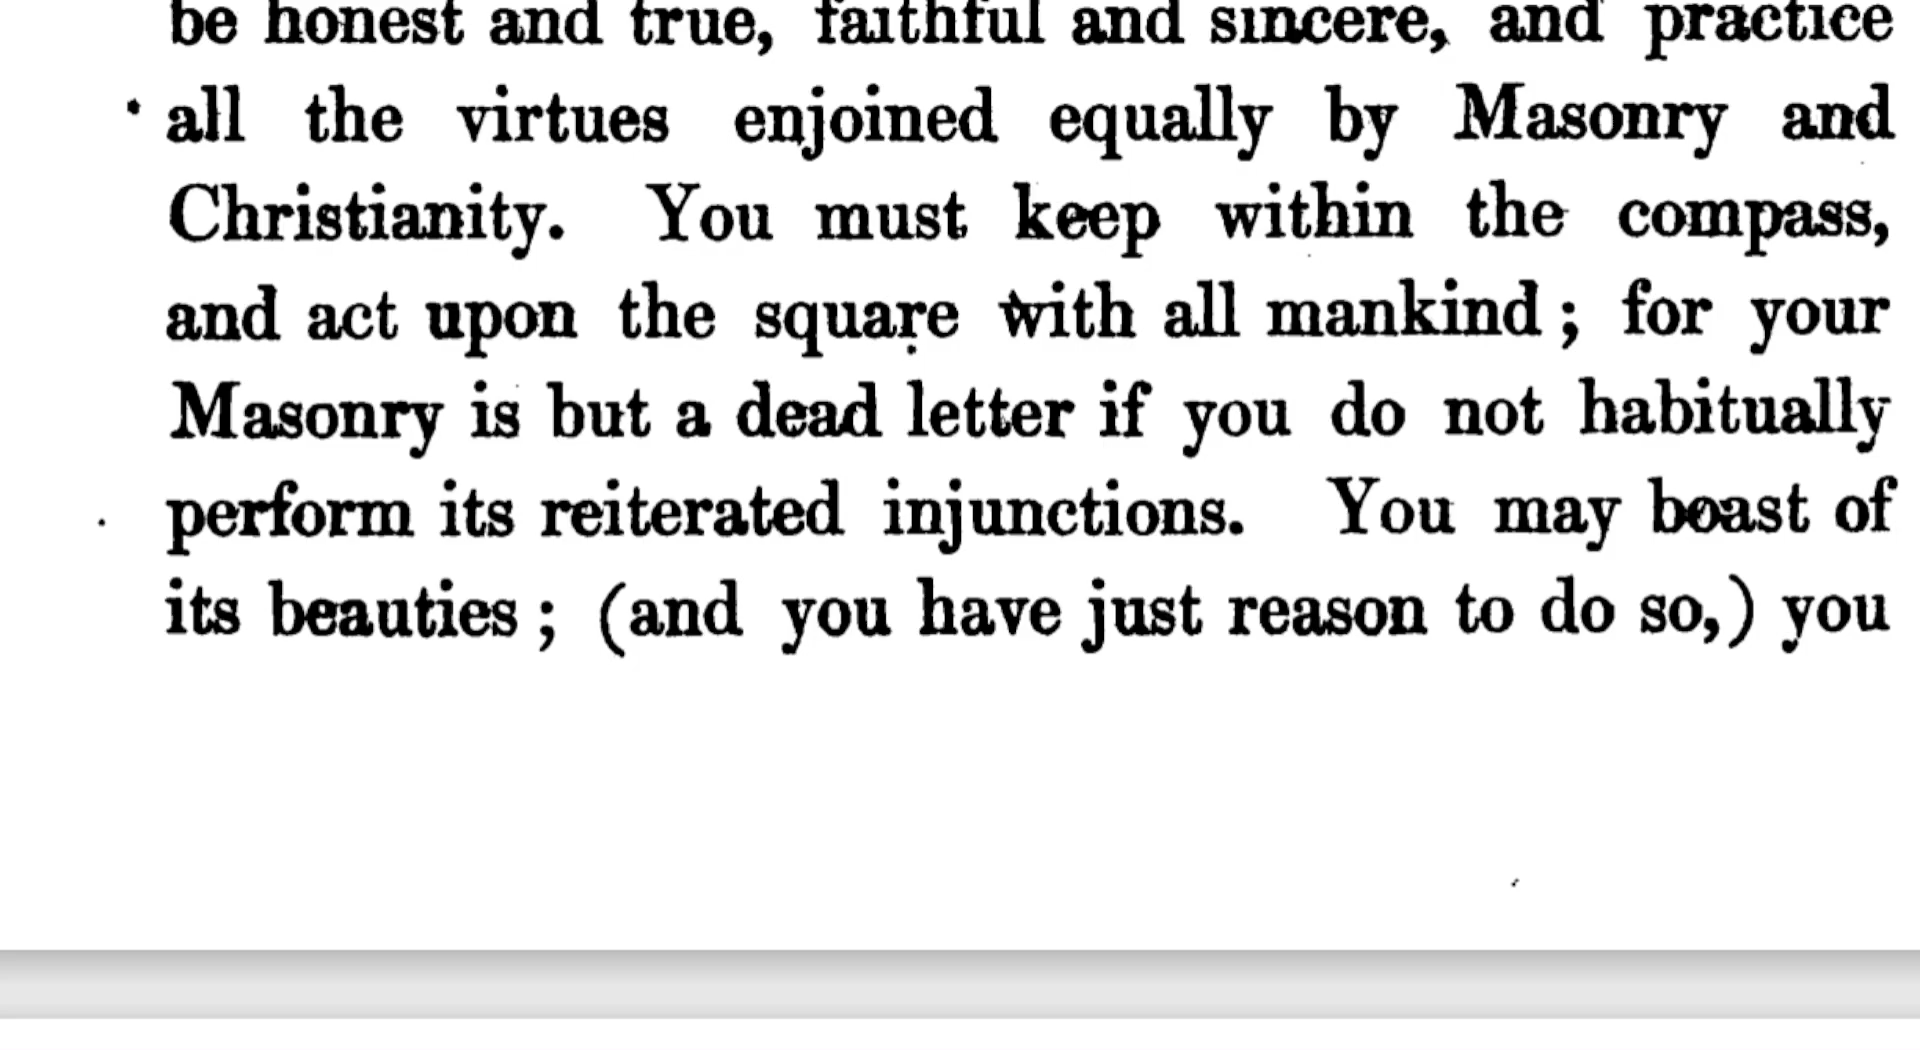 be honest and true, faithful and sincere, and practice
all the virtues enjoined equally by Masonry and
Christianity. You must keep within the compass,
and act upon the square with all mankind ; for your
Masonry is but a dead letter if you do not habitually
perform its reiterated injunctions. You may boast of
its beauties ; (and you have just reason to do so,) you